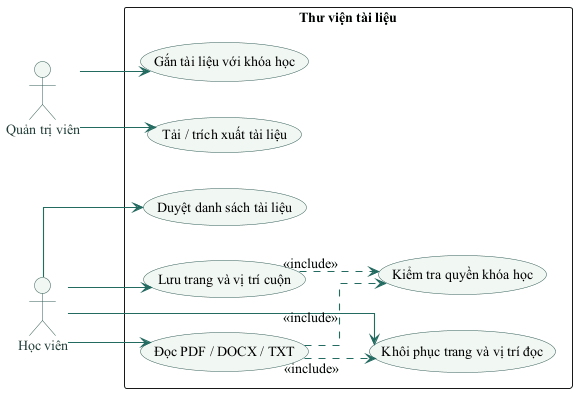 Thư viện tài liệu
Gắn tài liệu với khóa học
Quản trị viên
Tải / trích xuất tài liệu
Duyệt danh sách tài liệu
«include»
Lưu trang và vị trí cuộn
Kiểm tra quyền khóa học
«include»
Học viên
Đọc PDF / DOCX / TXT
Khôi phục trang và vị trí đọc
«include»